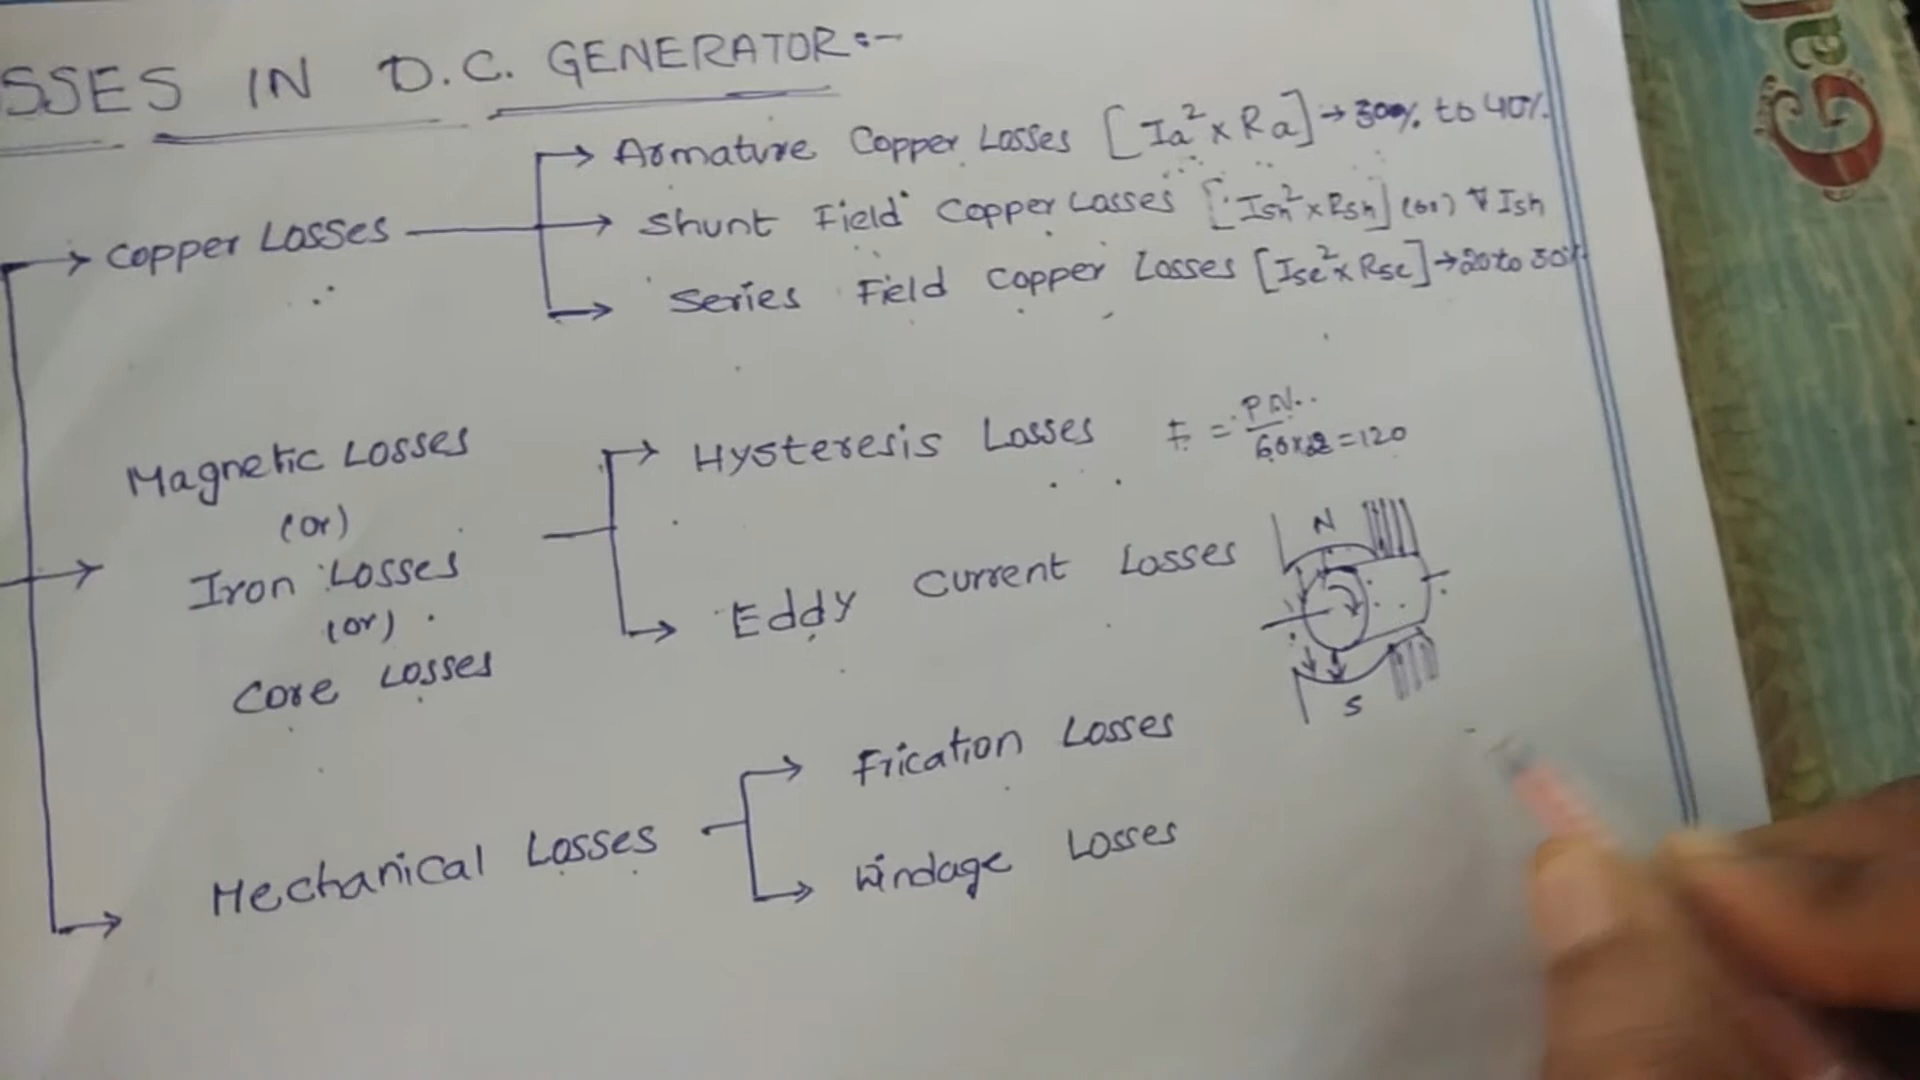 SSES IN D.C. GENERATOR:-
Copper Losses
Armature Copper Losses [Ia² x Ra] → 30% to 40%
Shunt Field Copper Losses [Ish² x Rsh] (or) V Ish
Series Field Copper Losses [Ise² x Rse] → 20 to 30%
Magnetic Losses
(or)
Iron Losses
(or)
Core Losses
Hysteresis Losses
F = PN
60x2 = 120
Eddy Current Losses
N
S
Mechanical Losses
Frication Losses
Windage Losses
Gal